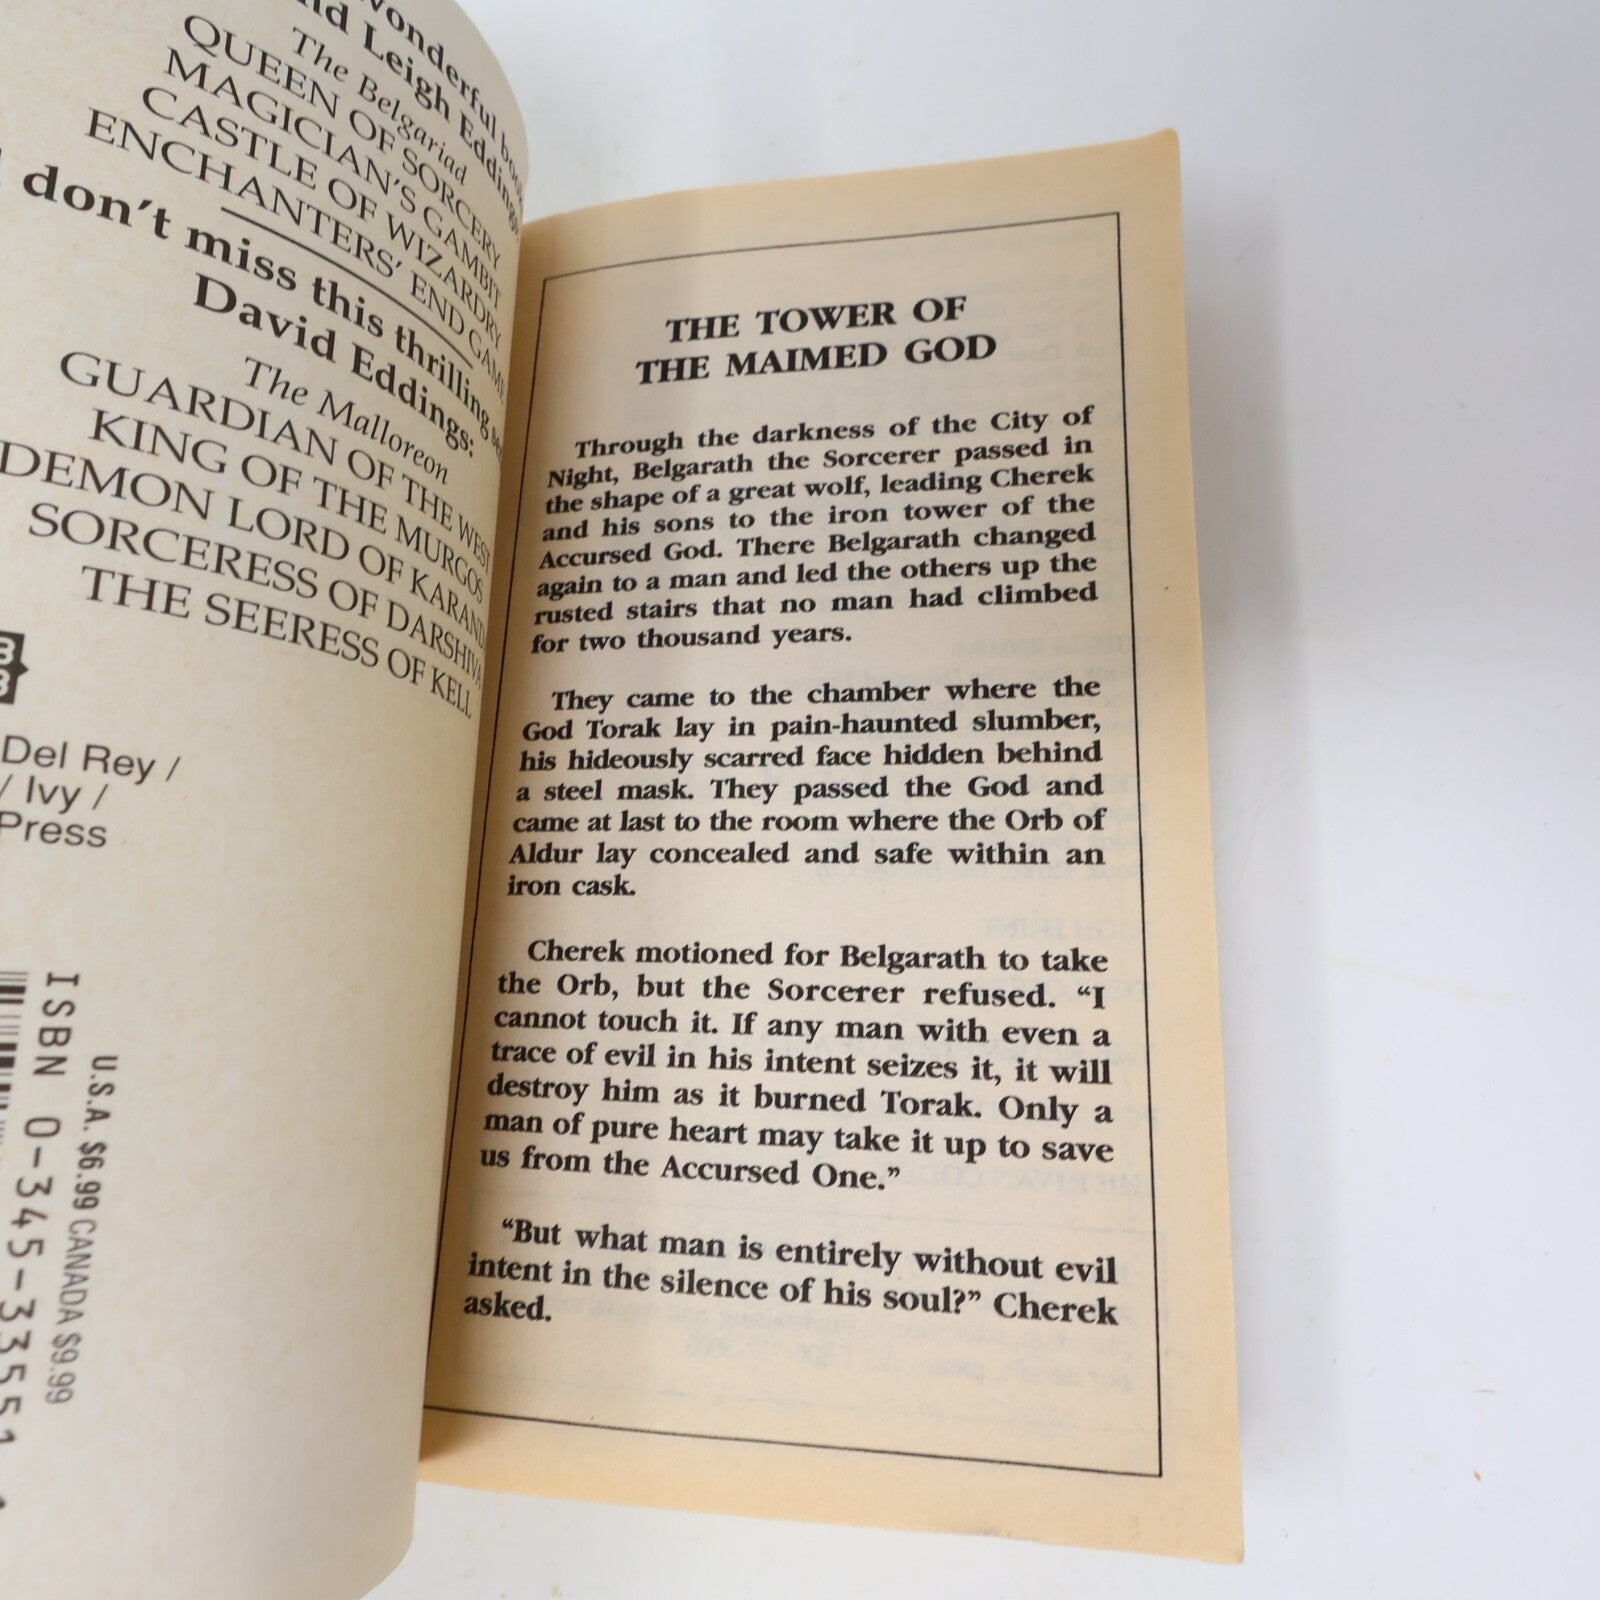 Wonderful
and Leigh Eddings
The Belgariad
QUEEN OF SORCERY
MAGICIAN'S GAMBIT
CASTLE OF WIZARDRY
ENCHANTERS' END GAME
don't miss this thrilling
David Eddings:
The Malloreon
GUARDIAN OF THE WEST
KING OF THE MURGOS
DEMON LORD OF KARANDA
SORCERESS OF DARSHIVA
THE SEERESS OF KELL
Del Rey /
/ Ivy /
Press
ISBN 0-345-33551
U.S.A. $6.99 CANADA $9.99
THE TOWER OF
THE MAIMED GOD
Through the darkness of the City of
Night, Belgarath the Sorcerer passed in
the shape of a great wolf, leading Cherek
and his sons to the iron tower of the
Accursed God. There Belgarath changed
again to a man and led the others up the
rusted stairs that no man had climbed
for two thousand years.
They came to the chamber where the
God Torak lay in pain-haunted slumber,
his hideously scarred face hidden behind
a steel mask. They passed the God and
came at last to the room where the Orb of
Aldur lay concealed and safe within an
iron cask.
Cherek motioned for Belgarath to take
the Orb, but the Sorcerer refused. “I
cannot touch it. If any man with even a
trace of evil in his intent seizes it, it will
destroy him as it burned Torak. Only a
man of pure heart may take it up to save
us from the Accursed One.”
“But what man is entirely without evil
intent in the silence of his soul?” Cherek
asked.